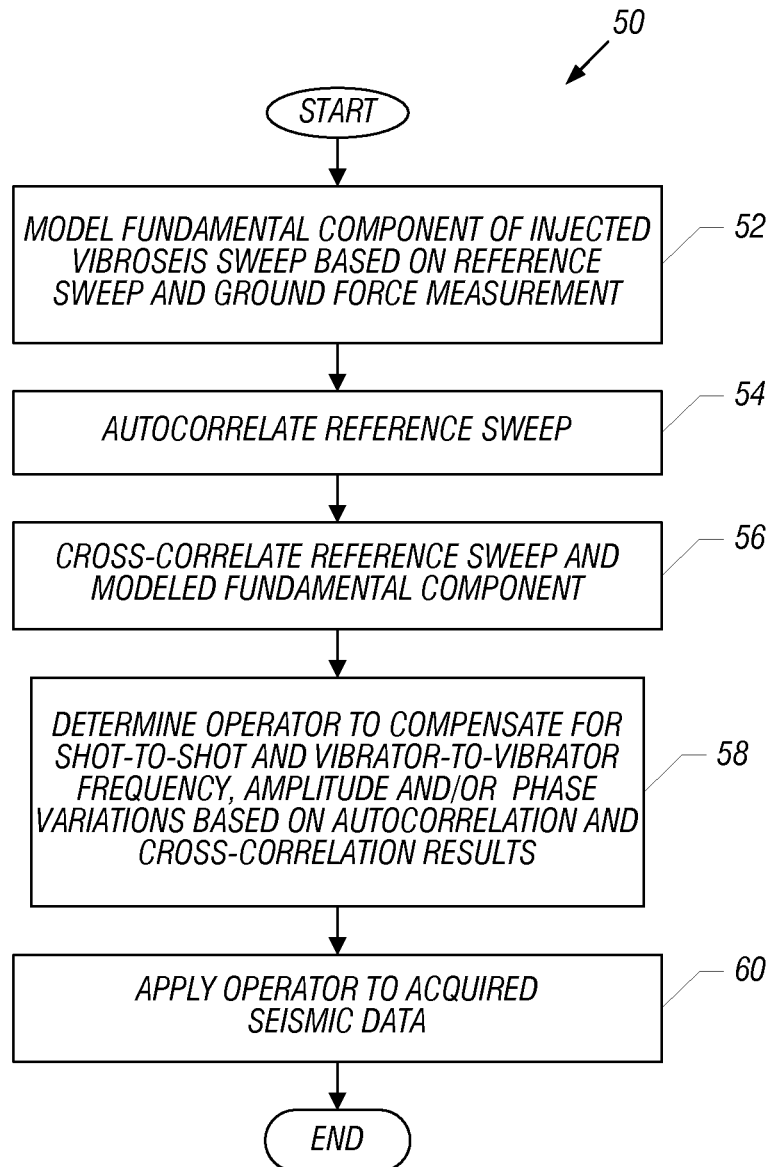 50
START
MODEL FUNDAMENTAL COMPONENT OF INJECTED
VIBROSEIS SWEEP BASED ON REFERENCE
SWEEP AND GROUND FORCE MEASUREMENT
52
AUTOCORRELATE REFERENCE SWEEP
54
CROSS-CORRELATE REFERENCE SWEEP AND
MODELED FUNDAMENTAL COMPONENT
56
DETERMINE OPERATOR TO COMPENSATE FOR
SHOT-TO-SHOT AND VIBRATOR-TO-VIBRATOR
FREQUENCY, AMPLITUDE AND/OR PHASE
VARIATIONS BASED ON AUTOCORRELATION AND
CROSS-CORRELATION RESULTS
58
APPLY OPERATOR TO ACQUIRED
SEISMIC DATA
60
END